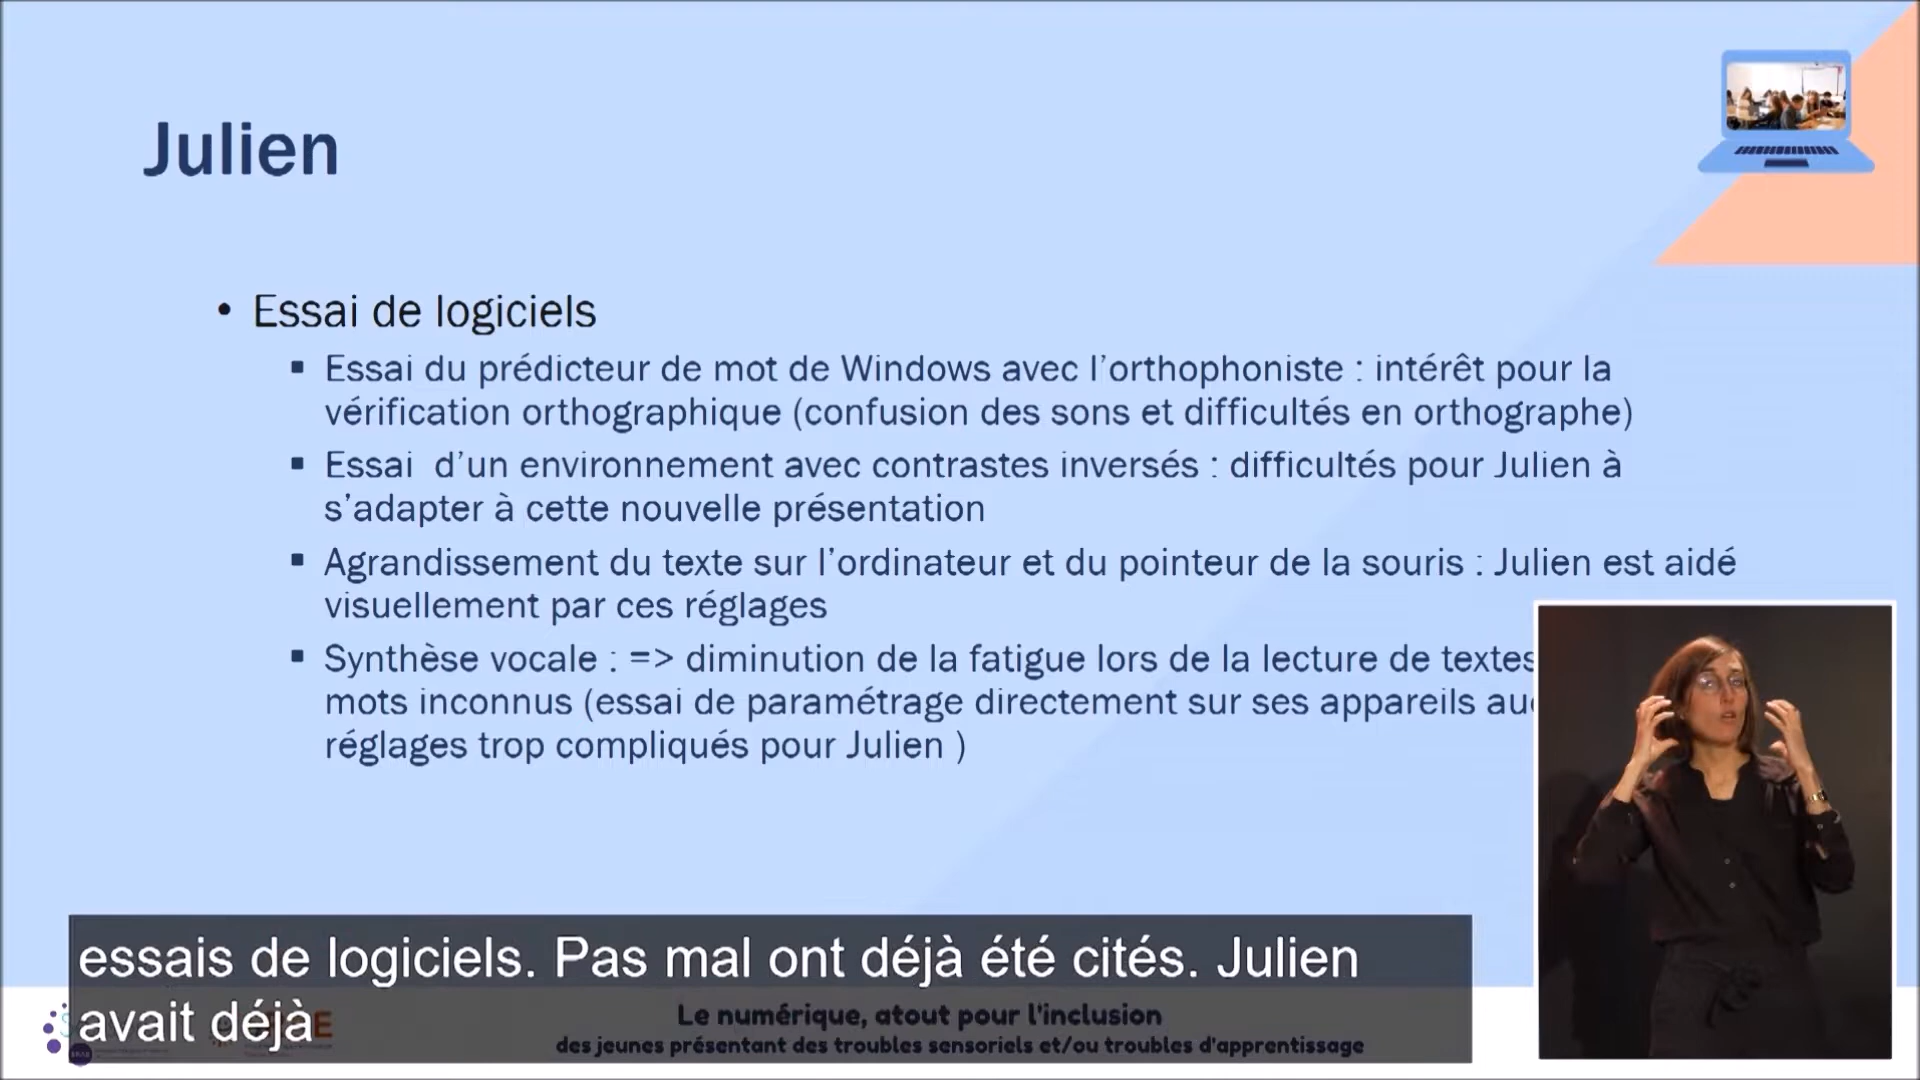 Julien
• Essai de logiciels
▪ Essai du prédicteur de mot de Windows avec l'orthophoniste : intérêt pour la
vérification orthographique (confusion des sons et difficultés en orthographe)
▪ Essai d'un environnement avec contrastes inversés : difficultés pour Julien à
s'adapter à cette nouvelle présentation
▪ Agrandissement du texte sur l'ordinateur et du pointeur de la souris : Julien est aidé
visuellement par ces réglages
▪ Synthèse vocale : => diminution de la fatigue lors de la lecture de textes
mots inconnus (essai de paramétrage directement sur ses appareils
réglages trop compliqués pour Julien )
essais de logiciels. Pas mal ont déjà été cités. Julien
avait déjà
Le numérique, atout pour l'inclusion
des jeunes présentant des troubles sensoriels et/ou troubles d'apprentissage